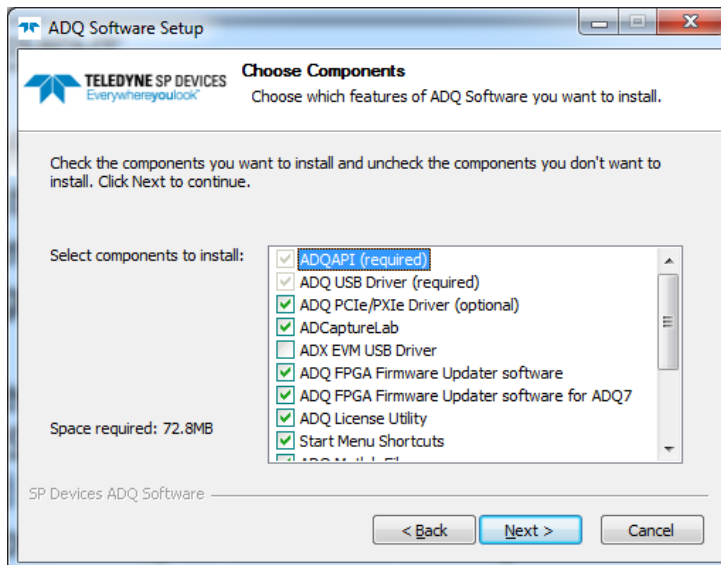 ADQ Software Setup
TELEDYNE SP DEVICES
Everywhereyoulook™
Choose Components
Choose which features of ADQ Software you want to install.
Check the components you want to install and uncheck the components you don't want to
install. Click Next to continue.
Select components to install:
ADQAPI (required)
ADQ USB Driver (required)
ADQ PCIe/PXIe Driver (optional)
ADCaptureLab
ADX EVM USB Driver
ADQ FPGA Firmware Updater software
ADQ FPGA Firmware Updater software for ADQ7
ADQ License Utility
Start Menu Shortcuts
Space required: 72.8MB
SP Devices ADQ Software
< Back
Next >
Cancel